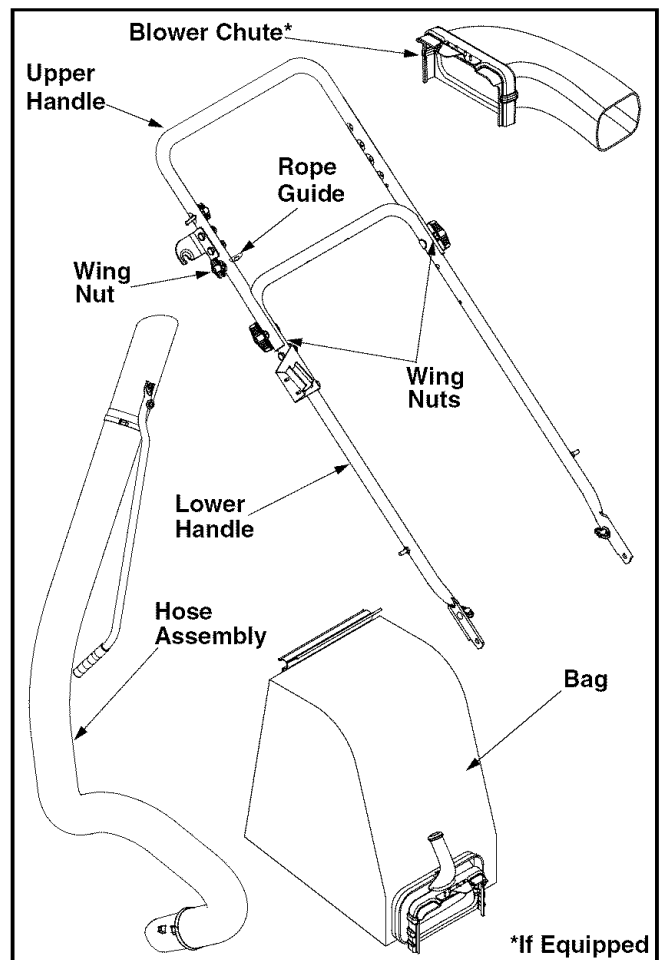 Blower Chute*
Upper
Handle
Rope
Guide
Wing
Nut
Wing
Nuts
Lower
Handle
Hose
Assembly
Bag
*If Equipped